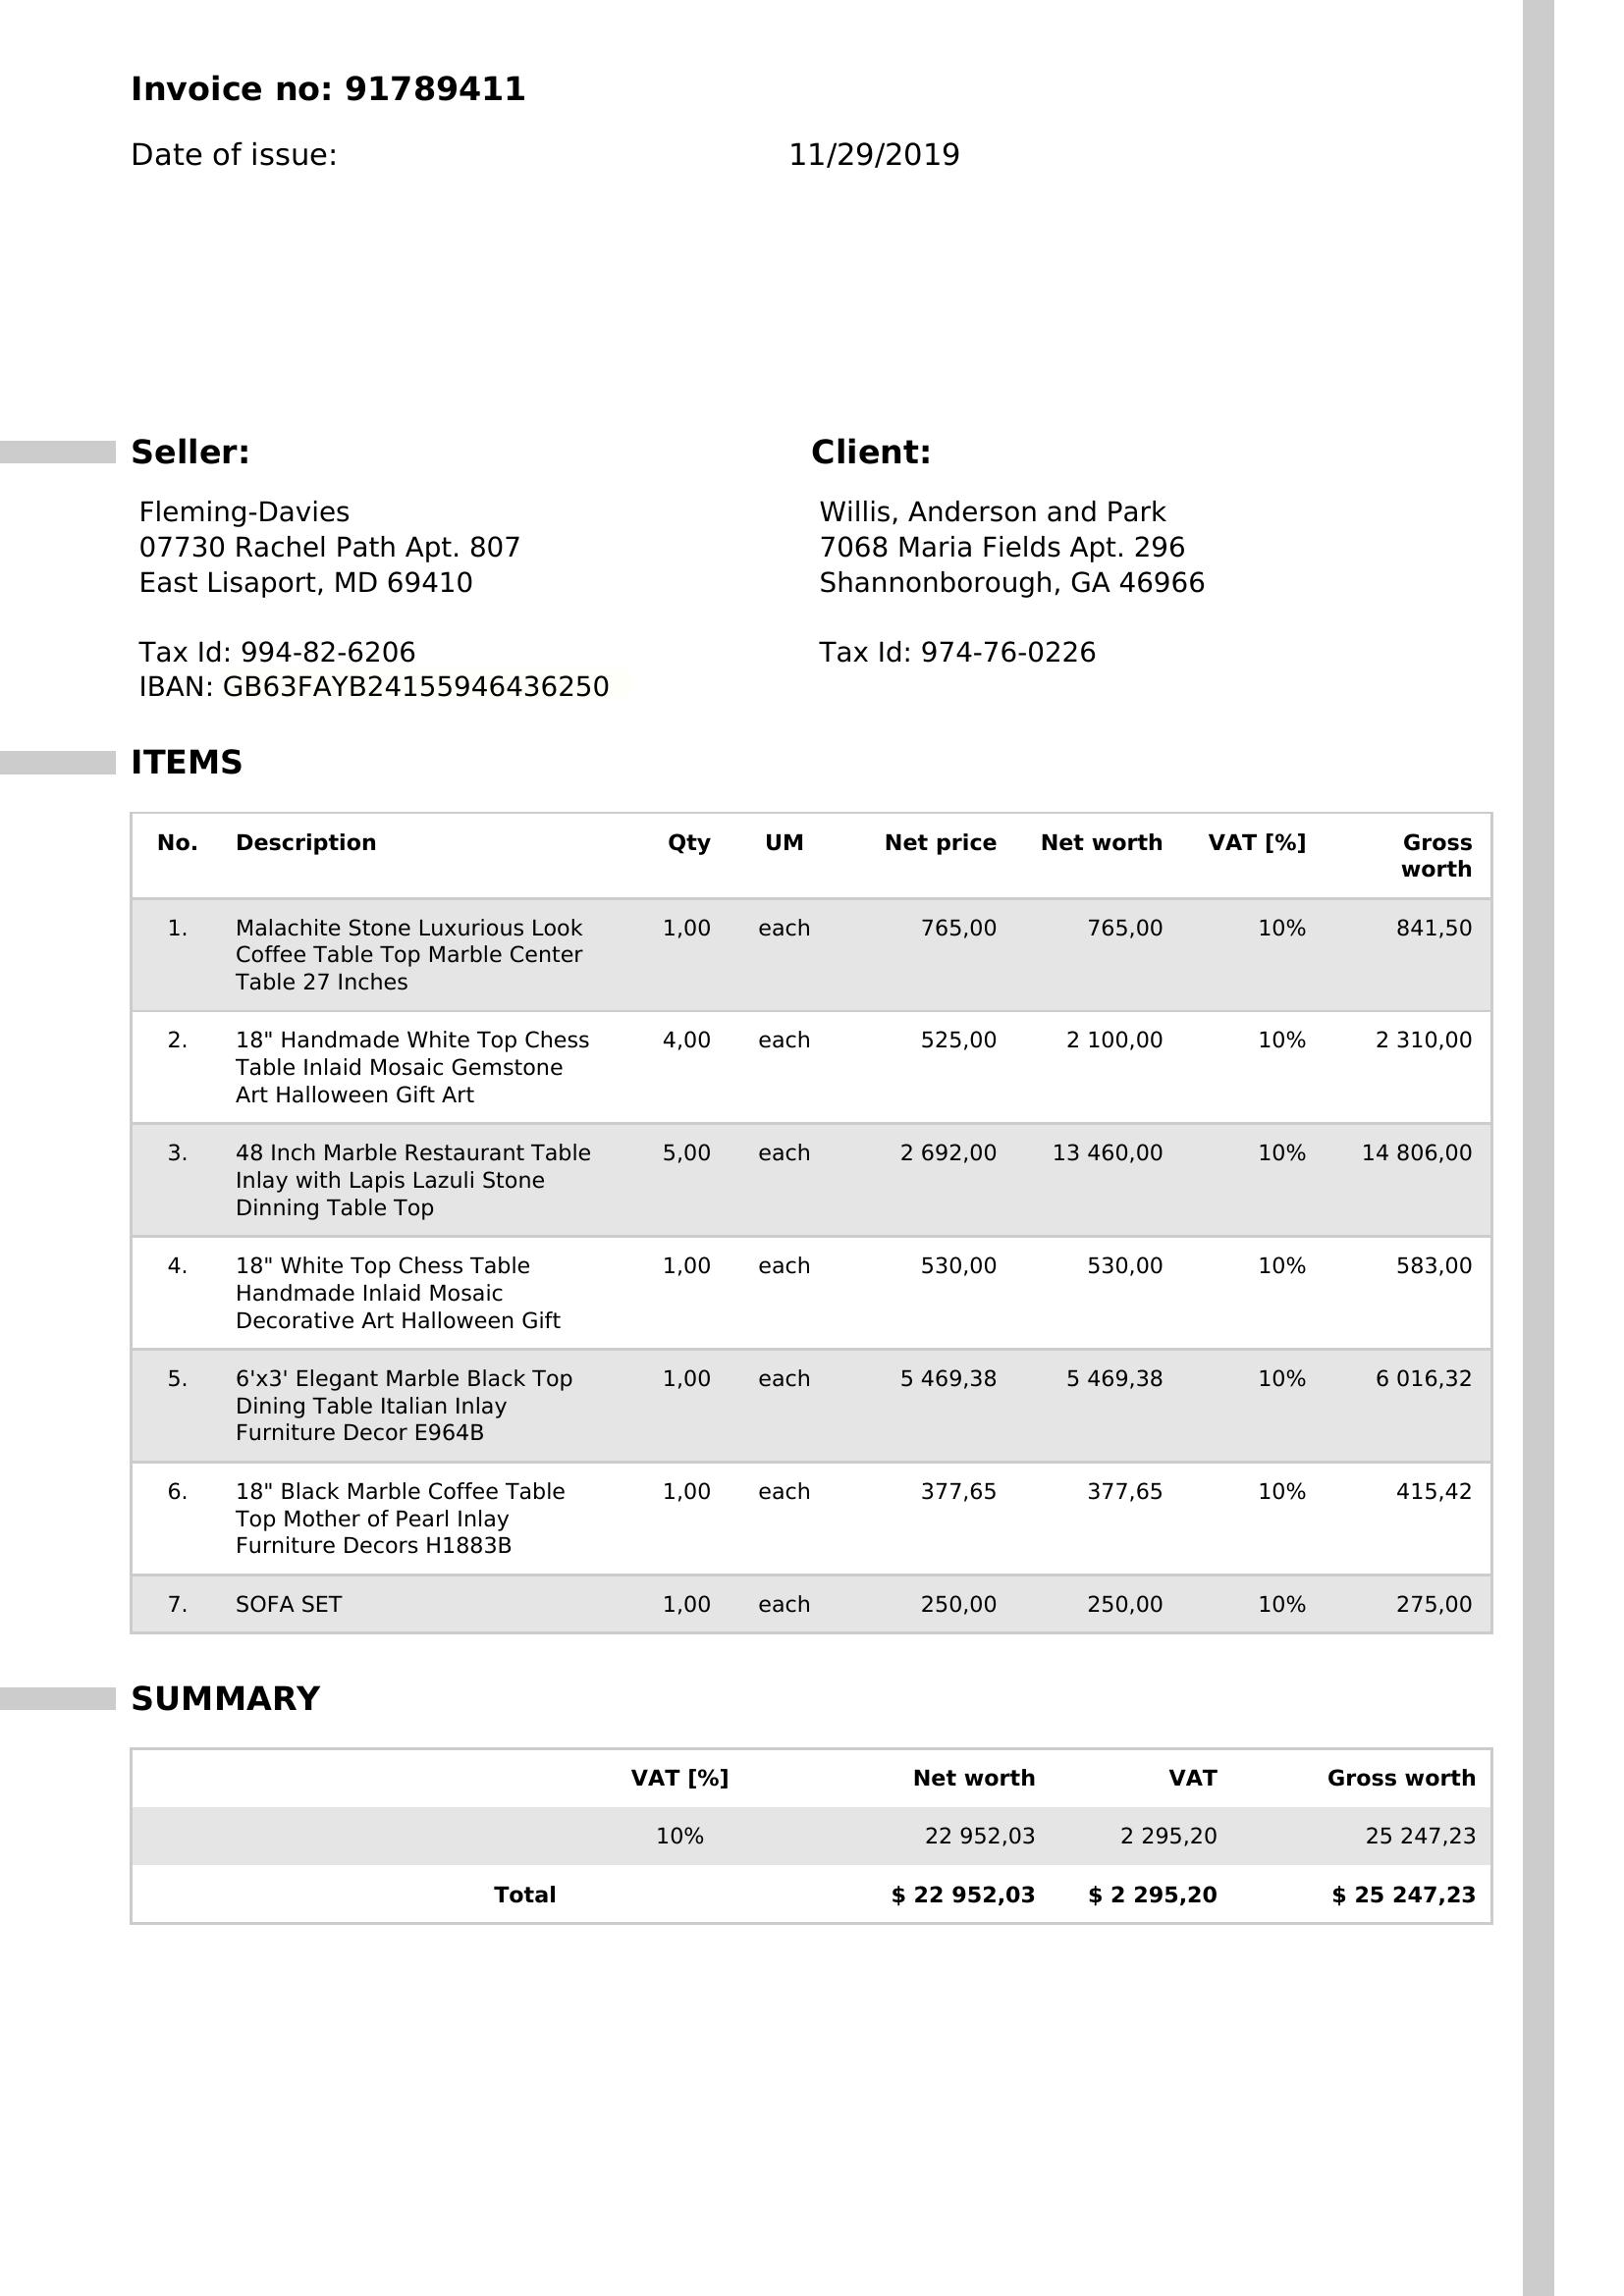 Invoice no: 91789411
Date of issue: 11/29/2019
Seller:
Fleming-Davies
07730 Rachel Path Apt. 807
East Lisaport, MD 69410
Tax Id: 994-82-6206
IBAN: GB63FAYB24155946436250
Client:
Willis, Anderson and Park
7068 Maria Fields Apt. 296
Shannonborough, GA 46966
Tax Id: 974-76-0226
ITEMS
No. Description Qty UM Net price Net worth VAT [%] Gross
worth
1. Malachite Stone Luxurious Look 1,00 each 765,00 765,00 10% 841,50
Coffee Table Top Marble Center
Table 27 Inches
2. 18" Handmade White Top Chess 4,00 each 525,00 2 100,00 10% 2 310,00
Table Inlaid Mosaic Gemstone
Art Halloween Gift Art
3. 48 Inch Marble Restaurant Table 5,00 each 2 692,00 13 460,00 10% 14 806,00
Inlay with Lapis Lazuli Stone
Dinning Table Top
4. 18" White Top Chess Table 1,00 each 530,00 530,00 10% 583,00
Handmade Inlaid Mosaic
Decorative Art Halloween Gift
5. 6'x3' Elegant Marble Black Top 1,00 each 5 469,38 5 469,38 10% 6 016,32
Dining Table Italian Inlay
Furniture Decor E964B
6. 18" Black Marble Coffee Table 1,00 each 377,65 377,65 10% 415,42
Top Mother of Pearl Inlay
Furniture Decors H1883B
7. SOFA SET 1,00 each 250,00 250,00 10% 275,00
SUMMARY
VAT [%] Net worth VAT Gross worth
10% 22 952,03 2 295,20 25 247,23
Total $ 22 952,03 $ 2 295,20 $ 25 247,23